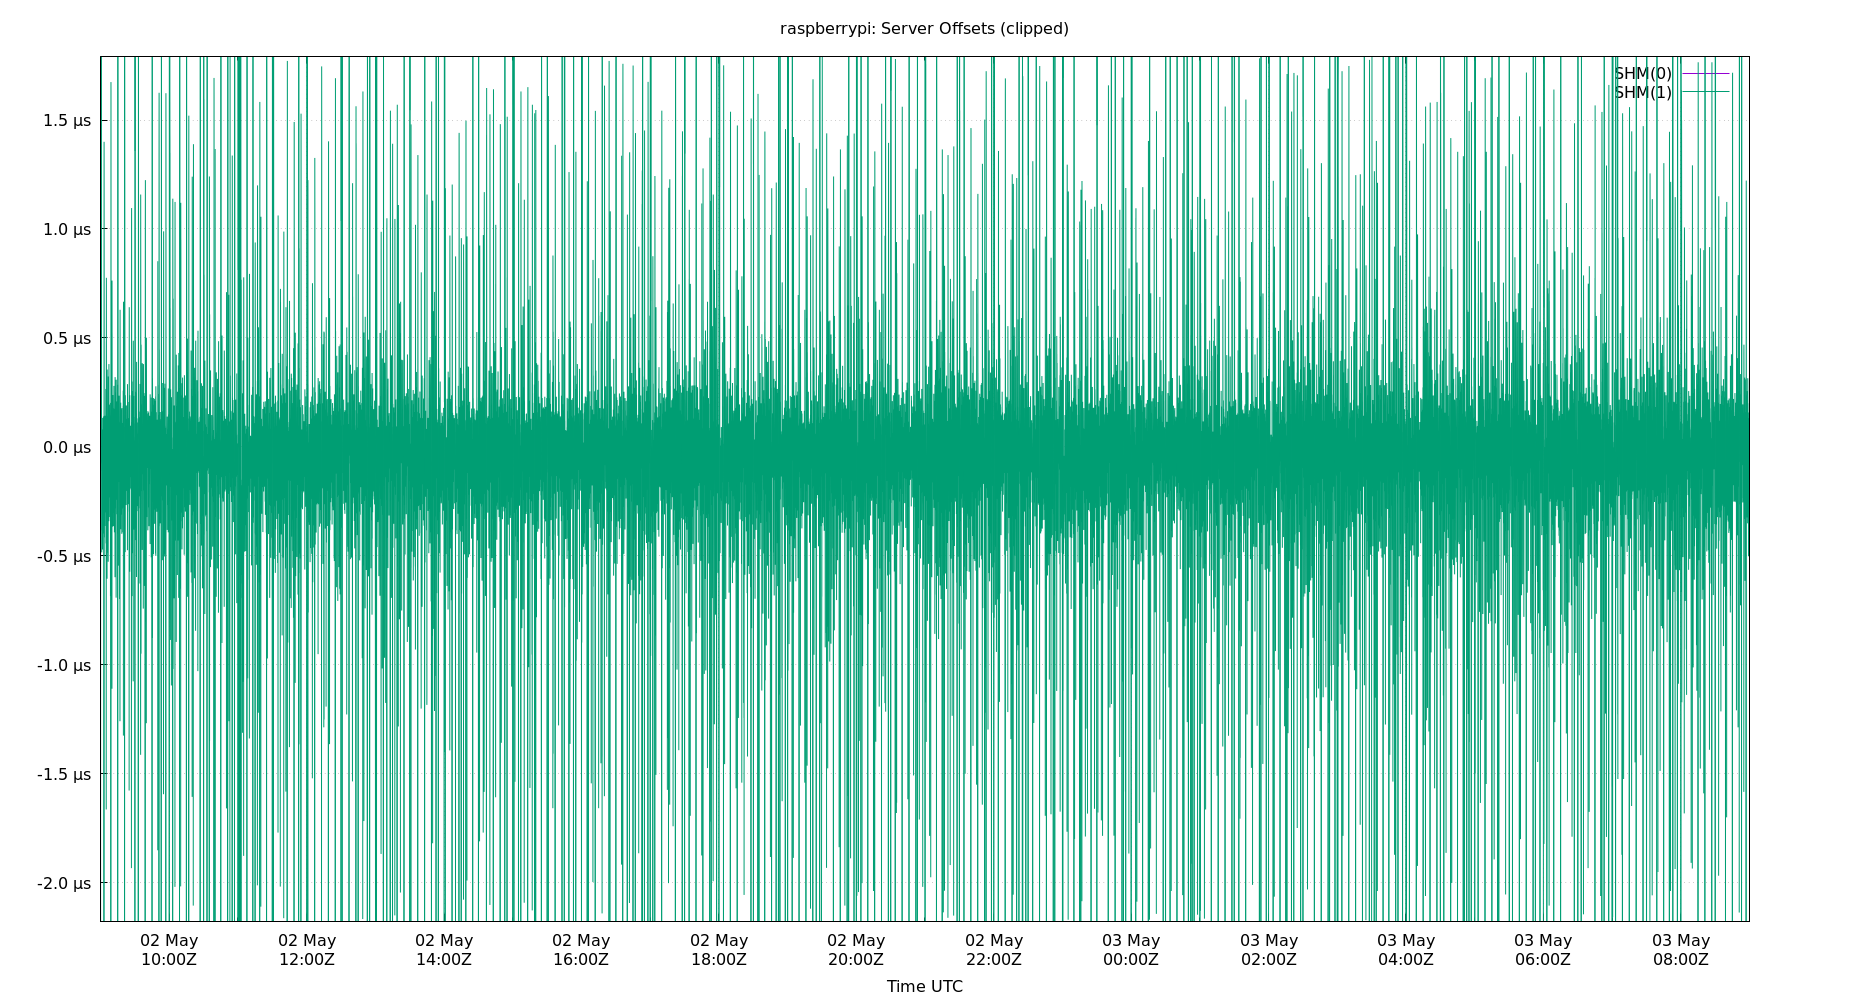 raspberrypi: Server Offsets (clipped)
SHM(0)
SHM(1)
1.5 µs
1.0 µs
0.5 µs
0.0 µs
-0.5 µs
-1.0 µs
-1.5 µs
-2.0 µs
02 May 02 May 02 May 02 May 02 May 02 May 02 May 03 May 03 May 03 May 03 May 03 May
10:00Z 12:00Z 14:00Z 16:00Z 18:00Z 20:00Z 22:00Z 00:00Z 02:00Z 04:00Z 06:00Z 08:00Z
Time UTC